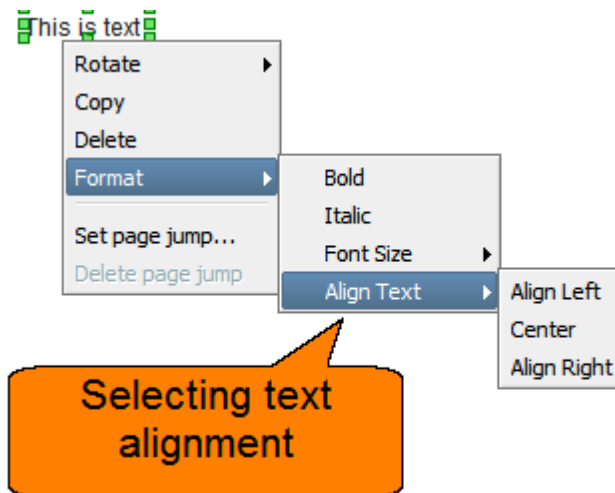 This is text
Rotate
Copy
Delete
Format
Set page jump...
Delete page jump
Bold
Italic
Font Size
Align Text
Align Left
Center
Align Right
Selecting text
alignment